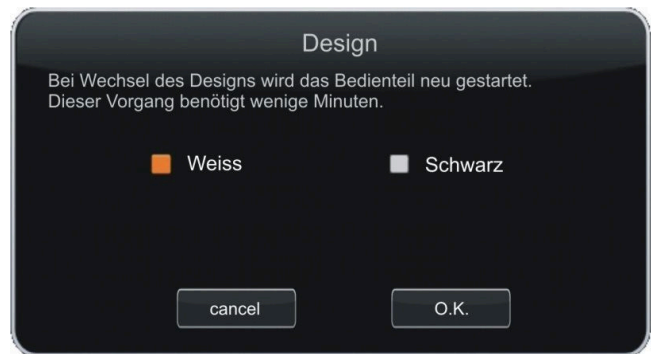 Design
Bei Wechsel des Designs wird das Bedienteil neu gestartet.
Dieser Vorgang benötigt wenige Minuten.
Weiss Schwarz
cancel O.K.